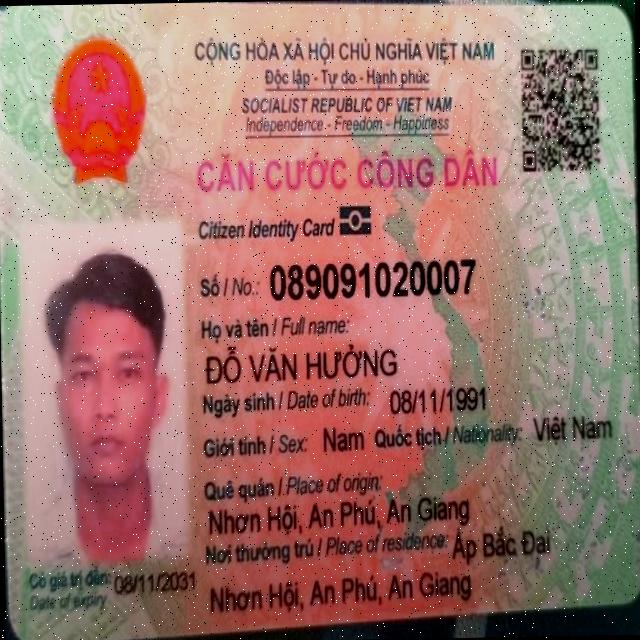 CỘNG HÒA XÃ HỘI CHỦ NGHĨA VIỆT NAM
Độc lập - Tự do - Hạnh phúc
SOCIALIST REPUBLIC OF VIET NAM
Independence - Freedom - Happiness
CĂN CƯỚC CÔNG DÂN
Citizen Identity Card
Số / No.: 089091020007
Họ và tên / Full name:
ĐỖ VĂN HƯỞNG
Ngày sinh / Date of birth: 08/11/1991
Giới tính / Sex: Nam Quốc tịch / Nationality: Việt Nam
Quê quán / Place of origin:
Nhơn Hội, An Phú, An Giang
Nơi thường trú / Place of residence: Ấp Bắc Đai
Nhơn Hội, An Phú, An Giang
Có giá trị đến: 08/11/2031
Date of expiry